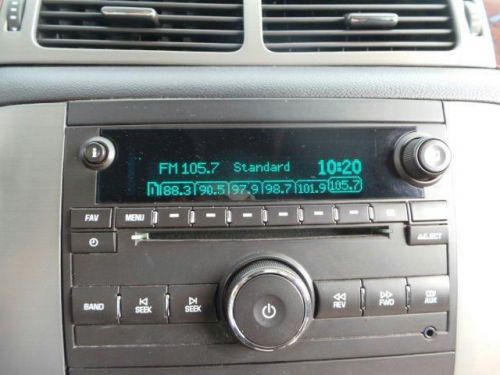 FM 105.7 Standard 10:20
1 88.3 90.5 97.9 98.7 101.9 105.7
FAV MENU
EJECT
BAND SEEK SEEK REV FWD CD/AUX